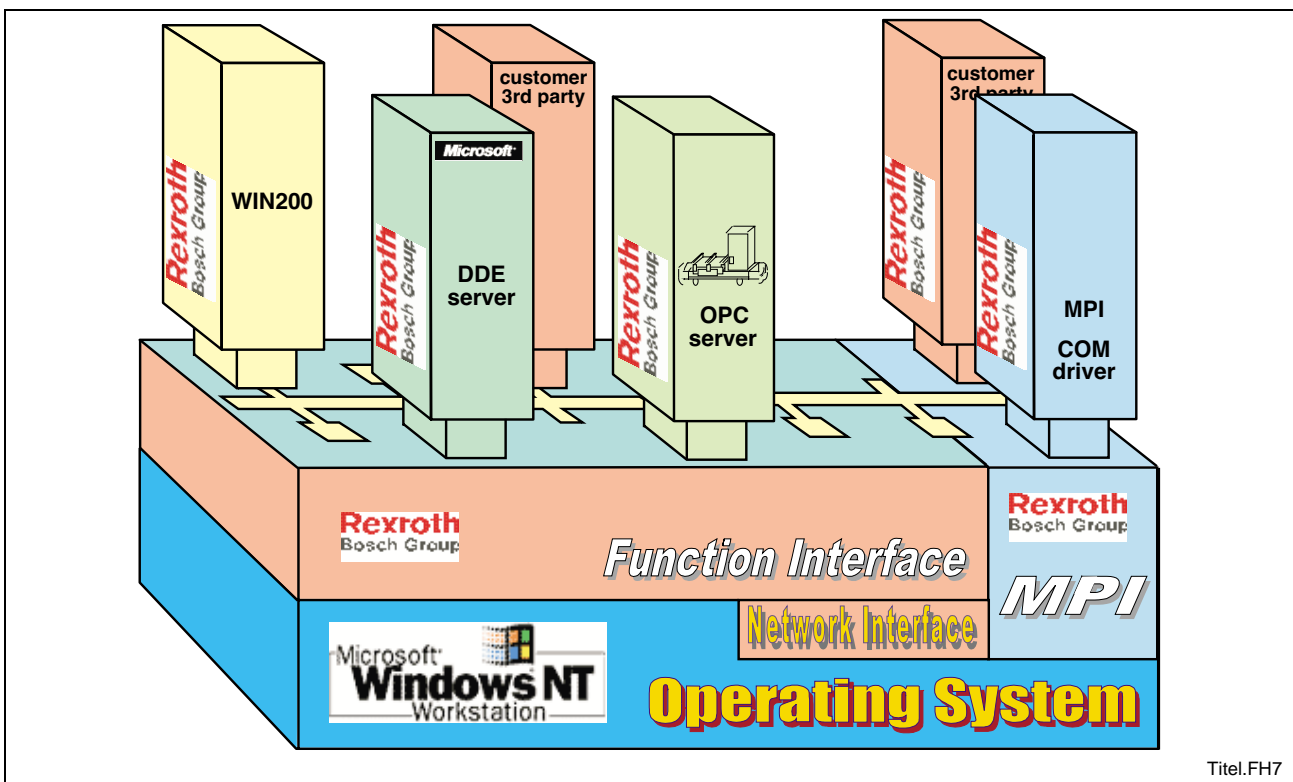 customer
3rd party
customer
3rd party
Microsoft
WIN200
Rexroth
Bosch Group
DDE
server
Rexroth
Bosch Group
OPC
server
Rexroth
Bosch Group
Rexroth
Bosch Group
MPI
COM
driver
Rexroth
Bosch Group
Rexroth
Bosch Group
Function Interface
Rexroth
Bosch Group
MPI
Network Interface
Microsoft
Windows NT
Workstation
Operating System
Titel.FH7